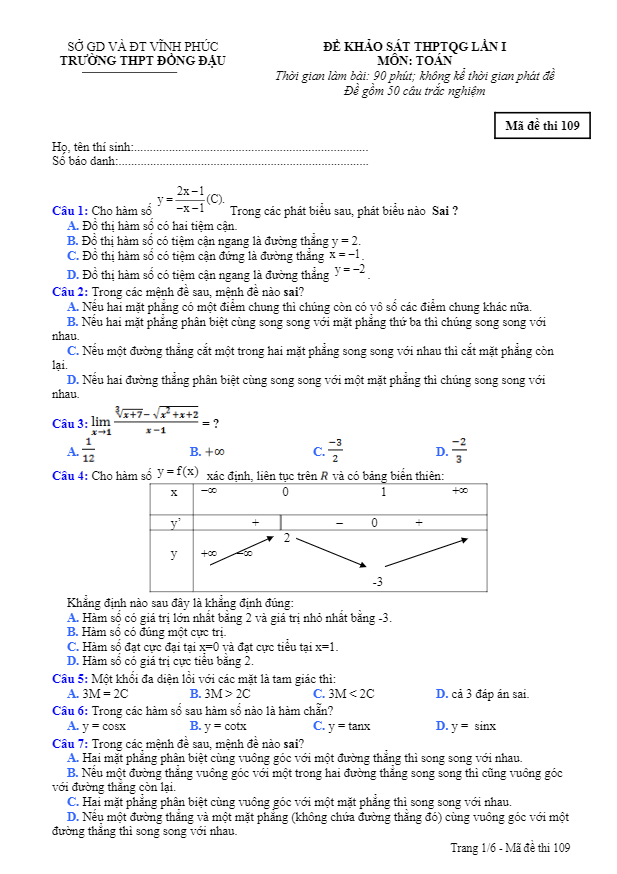 SỞ GD VÀ ĐT VĨNH PHÚC
TRƯỜNG THPT ĐỒNG ĐẬU
ĐỀ KHẢO SÁT THPTQG LẦN I
MÔN: TOÁN
Thời gian làm bài: 90 phút; không kể thời gian phát đề
Đề gồm 50 câu trắc nghiệm
Mã đề thi 109
Họ, tên thí sinh:..........................................................................
Số báo danh:...............................................................................
Câu 1: Cho hàm số y = \frac{2x-1}{-x-1}(C). Trong các phát biểu sau, phát biểu nào Sai ?
A. Đồ thị hàm số có hai tiệm cận.
B. Đồ thị hàm số có tiệm cận ngang là đường thẳng y = 2.
C. Đồ thị hàm số có tiệm cận đứng là đường thẳng x = −1.
D. Đồ thị hàm số có tiệm cận ngang là đường thẳng y = −2.
Câu 2: Trong các mệnh đề sau, mệnh đề nào sai?
A. Nếu hai mặt phẳng có một điểm chung thì chúng còn có vô số các điểm chung khác nữa.
B. Nếu hai mặt phẳng phân biệt cùng song song với mặt phẳng thứ ba thì chúng song song với
nhau.
C. Nếu một đường thẳng cắt một trong hai mặt phẳng song song với nhau thì cắt mặt phẳng còn
lại.
D. Nếu hai đường thẳng phân biệt cùng song song với một mặt phẳng thì chúng song song với
nhau.
Câu 3: \lim_{x→1} \frac{\sqrt[3]{x+7}-\sqrt{x^2+x+2}}{x-1} = ?
A. \frac{1}{12} B. +∞ C. \frac{-3}{2} D. \frac{-2}{3}
Câu 4: Cho hàm số y = f(x) xác định, liên tục trên R và có bảng biến thiên:
x −∞ 0 1 +∞
y’ + | − 0 +
2
y +∞ −∞
-3
Khẳng định nào sau đây là khẳng định đúng:
A. Hàm số có giá trị lớn nhất bằng 2 và giá trị nhỏ nhất bằng -3.
B. Hàm số có đúng một cực trị.
C. Hàm số đạt cực đại tại x=0 và đạt cực tiểu tại x=1.
D. Hàm số có giá trị cực tiểu bằng 2.
Câu 5: Một khối đa diện lồi với các mặt là tam giác thì:
A. 3M = 2C B. 3M > 2C C. 3M < 2C D. cả 3 đáp án sai.
Câu 6: Trong các hàm số sau hàm số nào là hàm chẵn?
A. y = cosx B. y = cotx C. y = tanx D. y = sinx
Câu 7: Trong các mệnh đề sau, mệnh đề nào sai?
A. Hai mặt phẳng phân biệt cùng vuông góc với một đường thẳng thì song song với nhau.
B. Nếu một đường thẳng vuông góc với một trong hai đường thẳng song song thì cũng vuông góc
với đường thẳng còn lại.
C. Hai mặt phẳng phân biệt cùng vuông góc với một mặt phẳng thì song song với nhau.
D. Nếu một đường thẳng và một mặt phẳng (không chứa đường thẳng đó) cùng vuông góc với một
đường thẳng thì song song với nhau.
Trang 1/6 - Mã đề thi 109